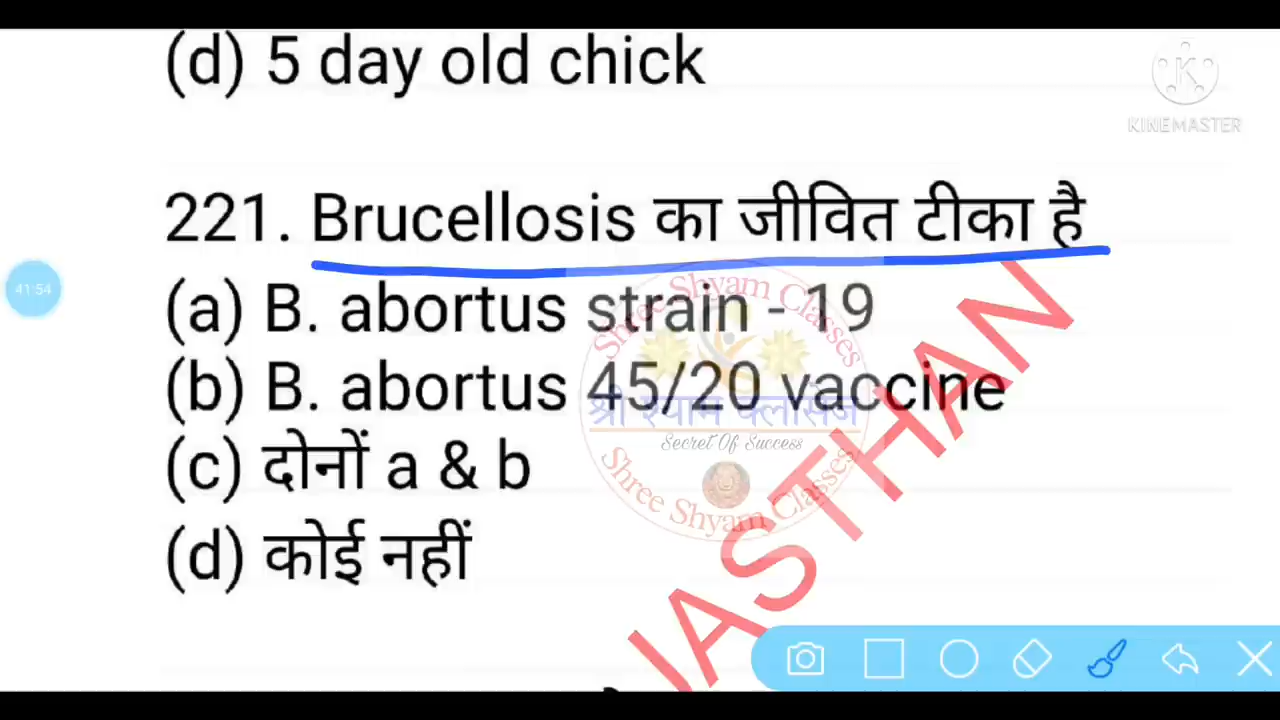 (d) 5 day old chick
KINEMASTER
221. Brucellosis का जीवित टीका है
41:54
(a) B. abortus strain - 19
(b) B. abortus 45/20 vaccine
(c) दोनों a & b
(d) कोई नहीं
Shree Shyam Classes
श्री श्याम क्लासेज
Secret Of Success
Shree Shyam Classes
JASTHAN